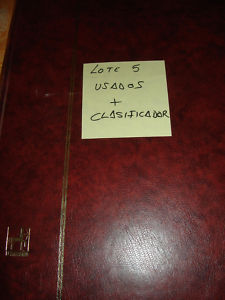 LOTE 5
USADOS
+
CLASIFICADOR